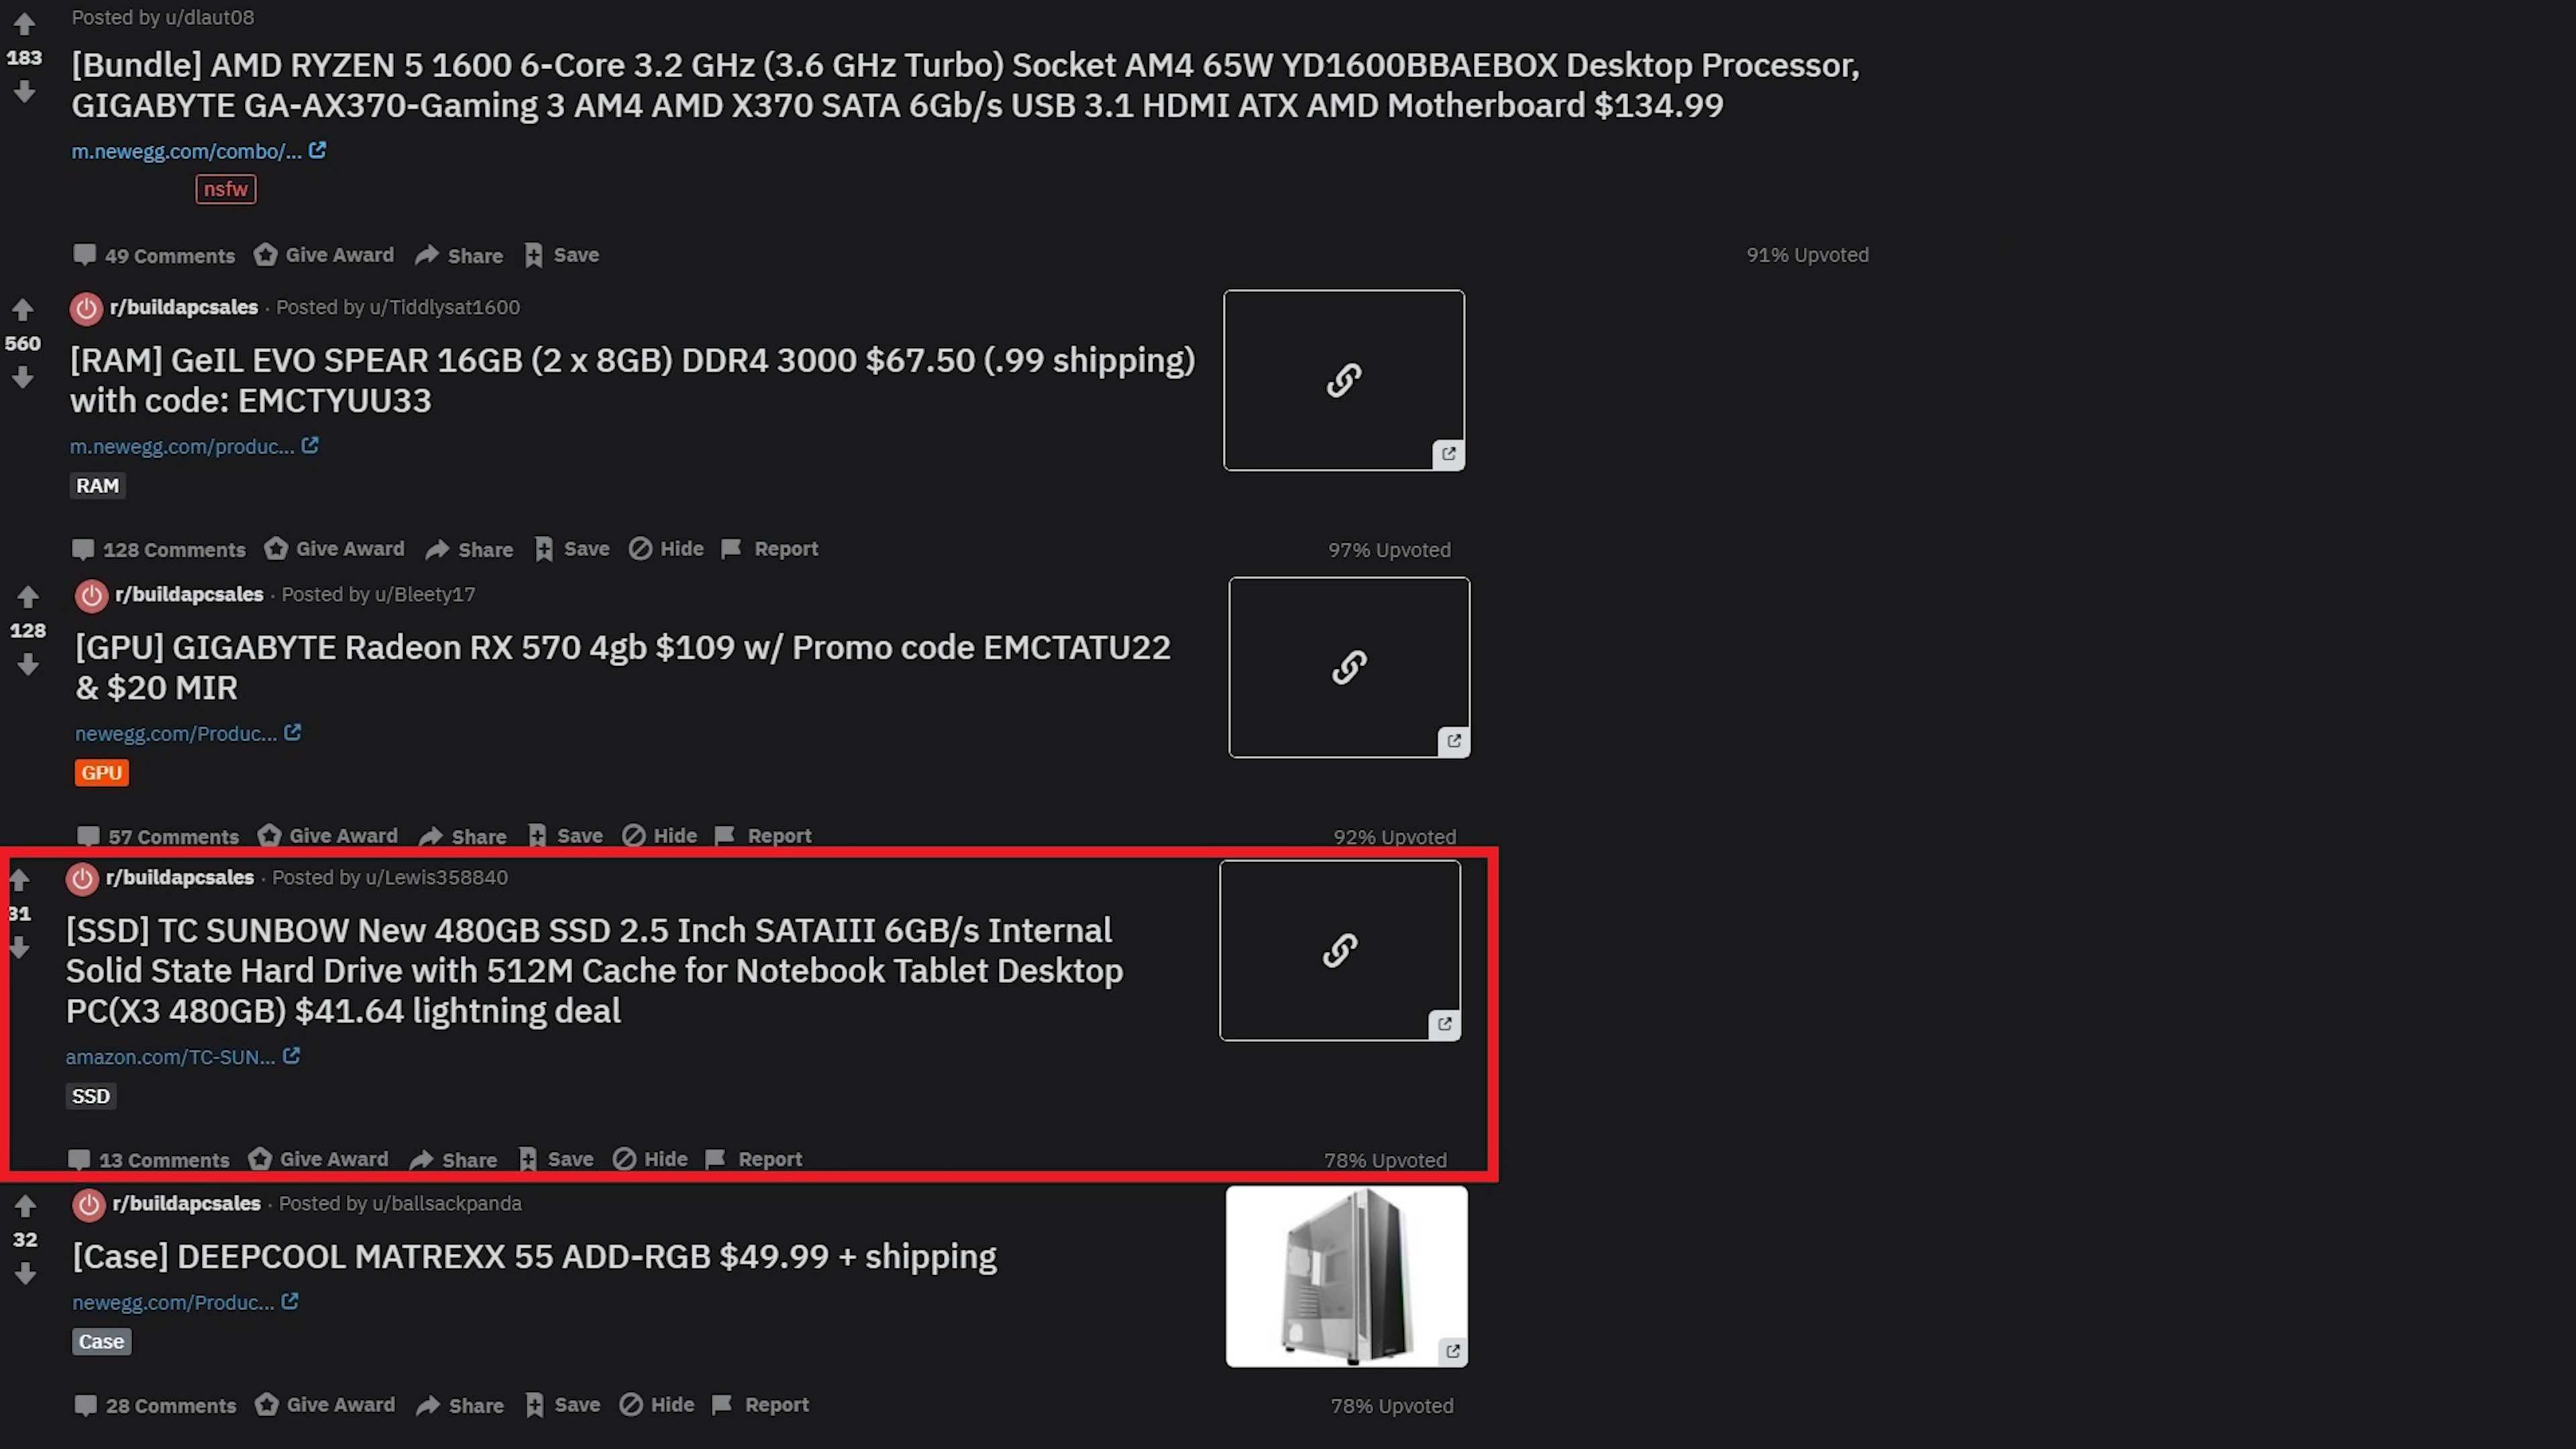 Posted by u/dlaut08
183
[Bundle] AMD RYZEN 5 1600 6-Core 3.2 GHz (3.6 GHz Turbo) Socket AM4 65W YD1600BBAEBOX Desktop Processor,
GIGABYTE GA-AX370-Gaming 3 AM4 AMD X370 SATA 6Gb/s USB 3.1 HDMI ATX AMD Motherboard $134.99
m.newegg.com/combo/...
nsfw
49 Comments Give Award Share Save 91% Upvoted
r/buildapcsales · Posted by u/Tiddlysat1600
560
[RAM] GeIL EVO SPEAR 16GB (2 x 8GB) DDR4 3000 $67.50 (.99 shipping)
with code: EMCTYUU33
m.newegg.com/produc...
RAM
128 Comments Give Award Share Save Hide Report 97% Upvoted
r/buildapcsales · Posted by u/Bleety17
128
[GPU] GIGABYTE Radeon RX 570 4gb $109 w/ Promo code EMCTATU22
& $20 MIR
newegg.com/Produc...
GPU
57 Comments Give Award Share Save Hide Report 92% Upvoted
r/buildapcsales · Posted by u/Lewis358840
31
[SSD] TC SUNBOW New 480GB SSD 2.5 Inch SATAIII 6GB/s Internal
Solid State Hard Drive with 512M Cache for Notebook Tablet Desktop
PC(X3 480GB) $41.64 lightning deal
amazon.com/TC-SUN...
SSD
13 Comments Give Award Share Save Hide Report 78% Upvoted
r/buildapcsales · Posted by u/ballsackpanda
32
[Case] DEEPCOOL MATREXX 55 ADD-RGB $49.99 + shipping
newegg.com/Produc...
Case
28 Comments Give Award Share Save Hide Report 78% Upvoted